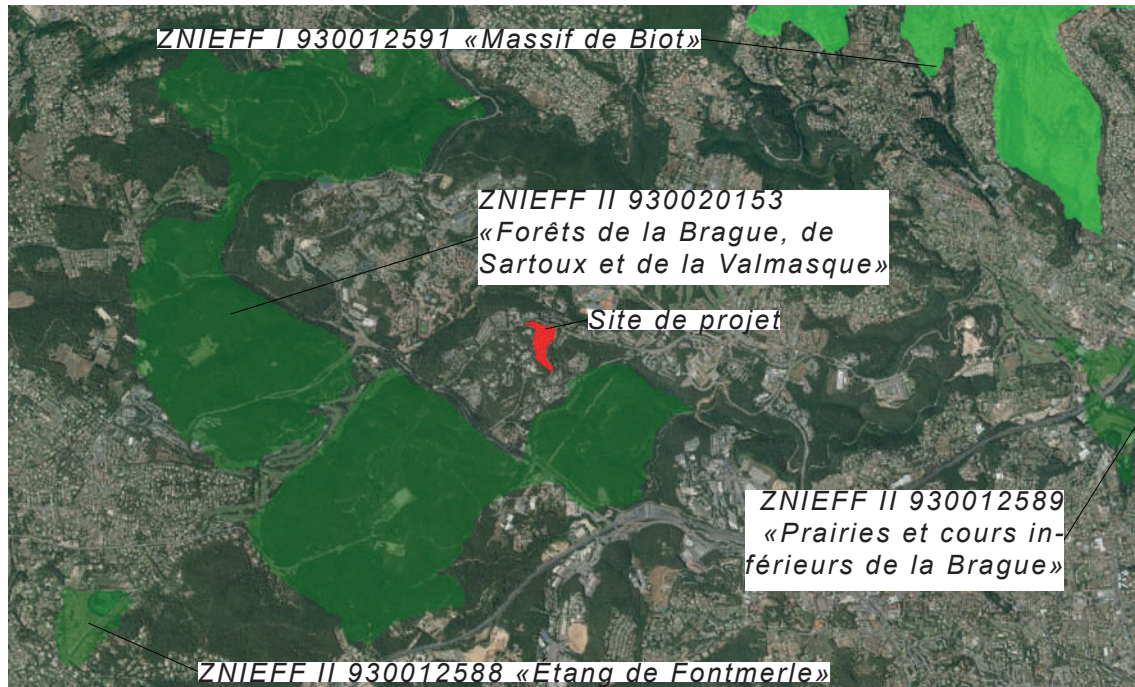 ZNIEFF I 930012591 «Massif de Biot»
ZNIEFF II 930020153
«Forêts de la Brague, de
Sartoux et de la Valmasque»
Site de projet
ZNIEFF II 930012589
«Prairies et cours in-
férieurs de la Brague»
ZNIEFF II 930012588 «Etang de Fontmerle»